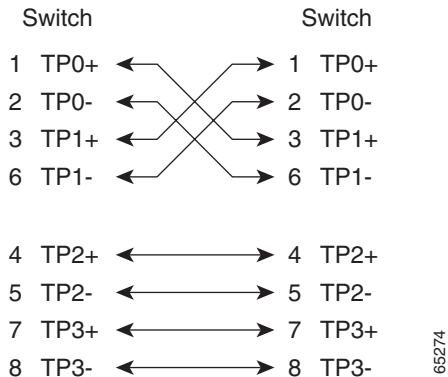 Switch Switch
1 TP0+ 1 TP0+
2 TP0- 2 TP0-
3 TP1+ 3 TP1+
6 TP1- 6 TP1-
4 TP2+ 4 TP2+
5 TP2- 5 TP2-
7 TP3+ 7 TP3+
8 TP3- 8 TP3-
65274